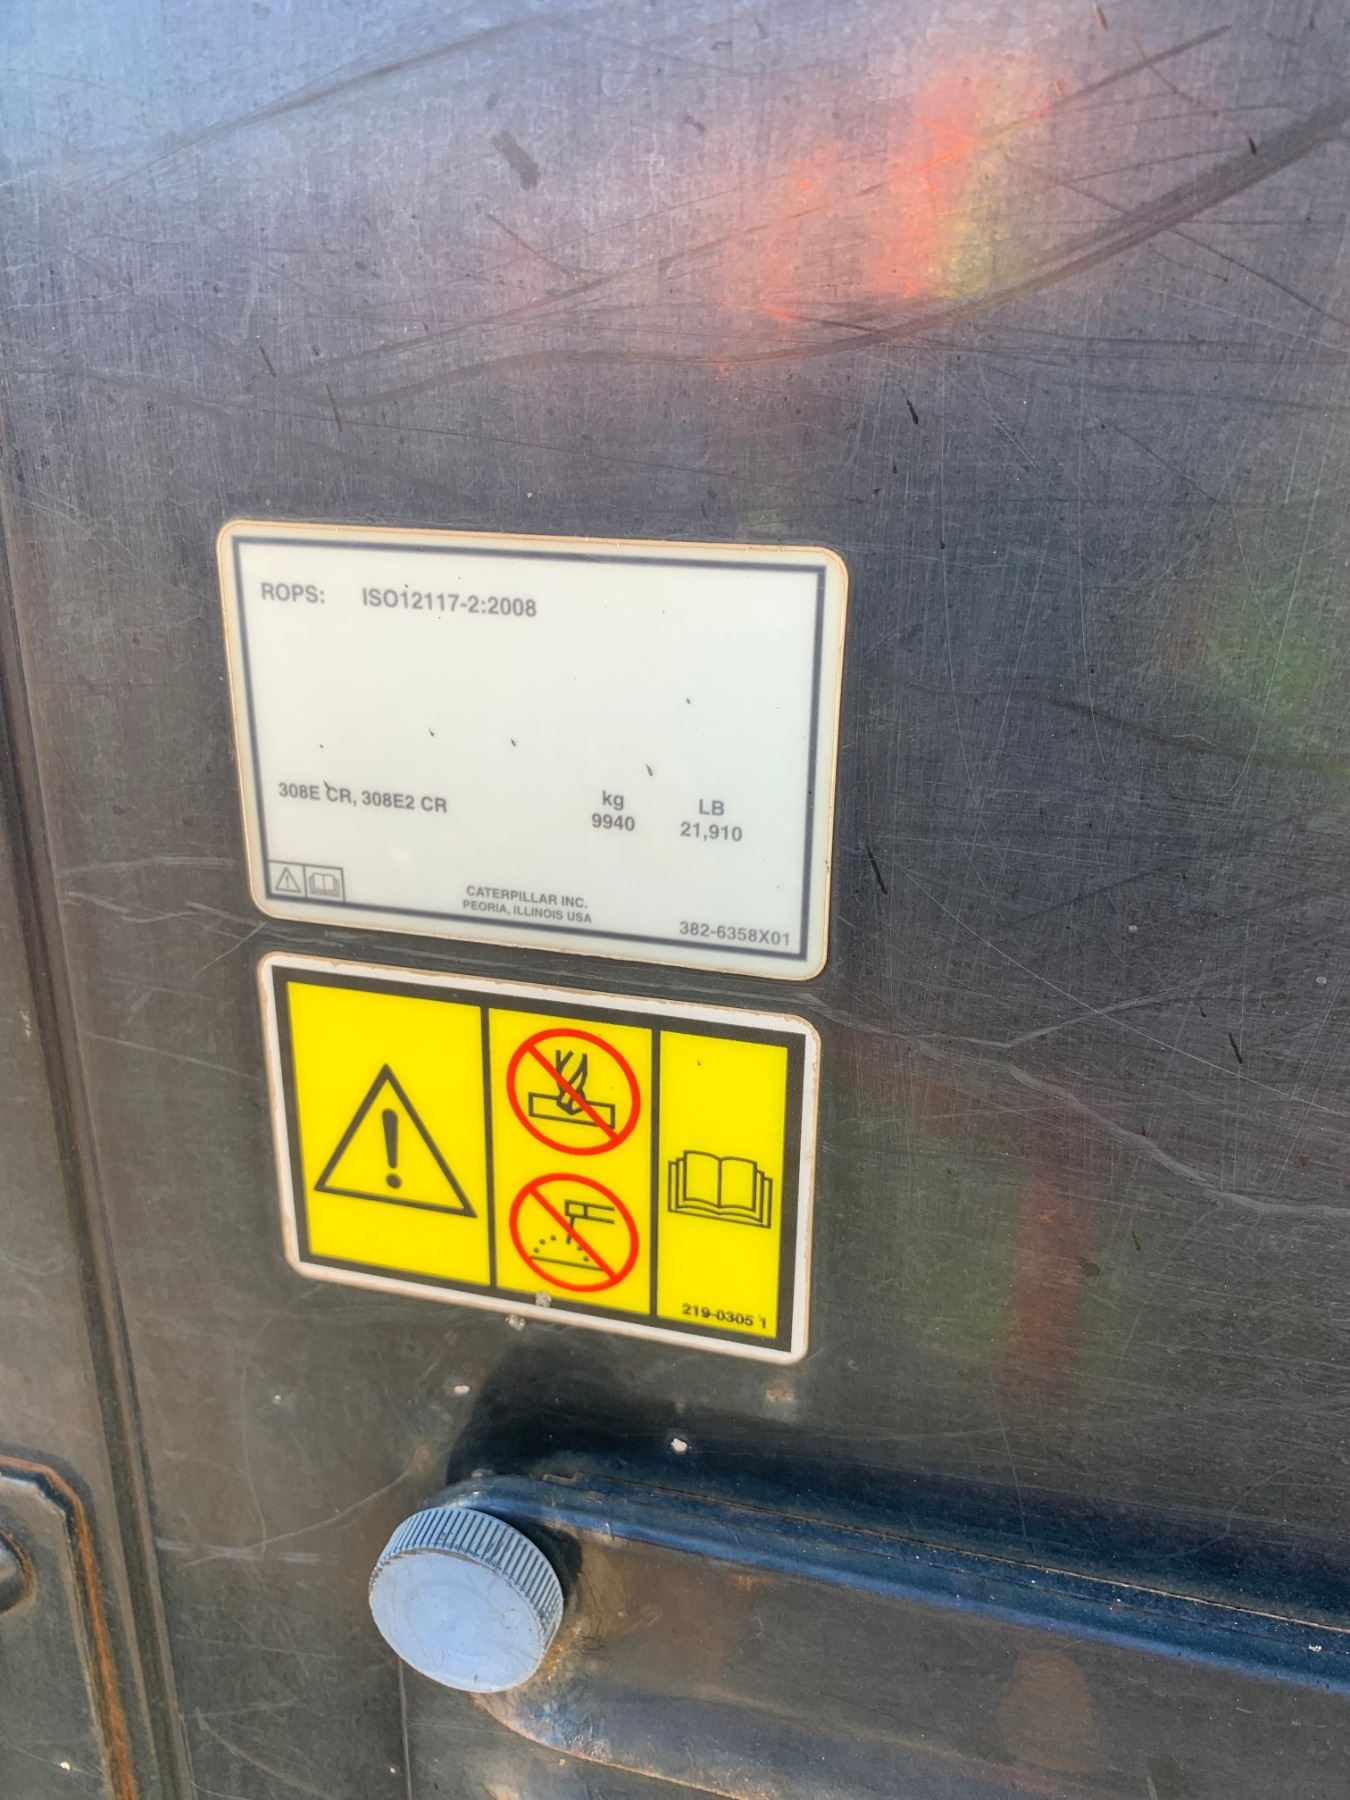 ROPS: ISO12117-2:2008
308E CR, 308E2 CR
kg LB
9940 21,910
CATERPILLAR INC.
PEORIA, ILLINOIS USA
382-6358X01
219-0305 1